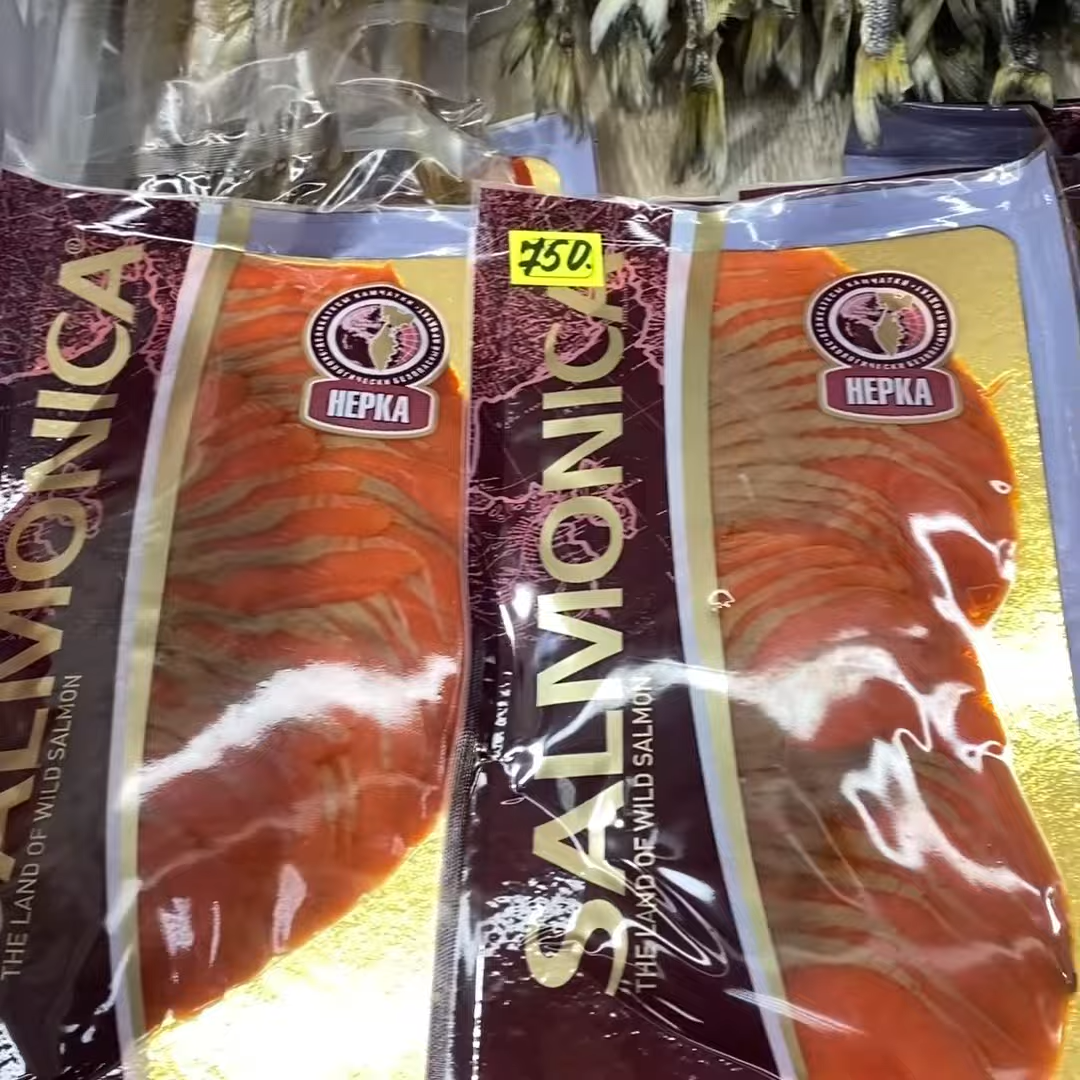 SALMONICA®
THE LAND OF WILD SALMON
НЕРКА
750.
SALMONICA
THE LAND OF WILD SALMON
НЕРКА